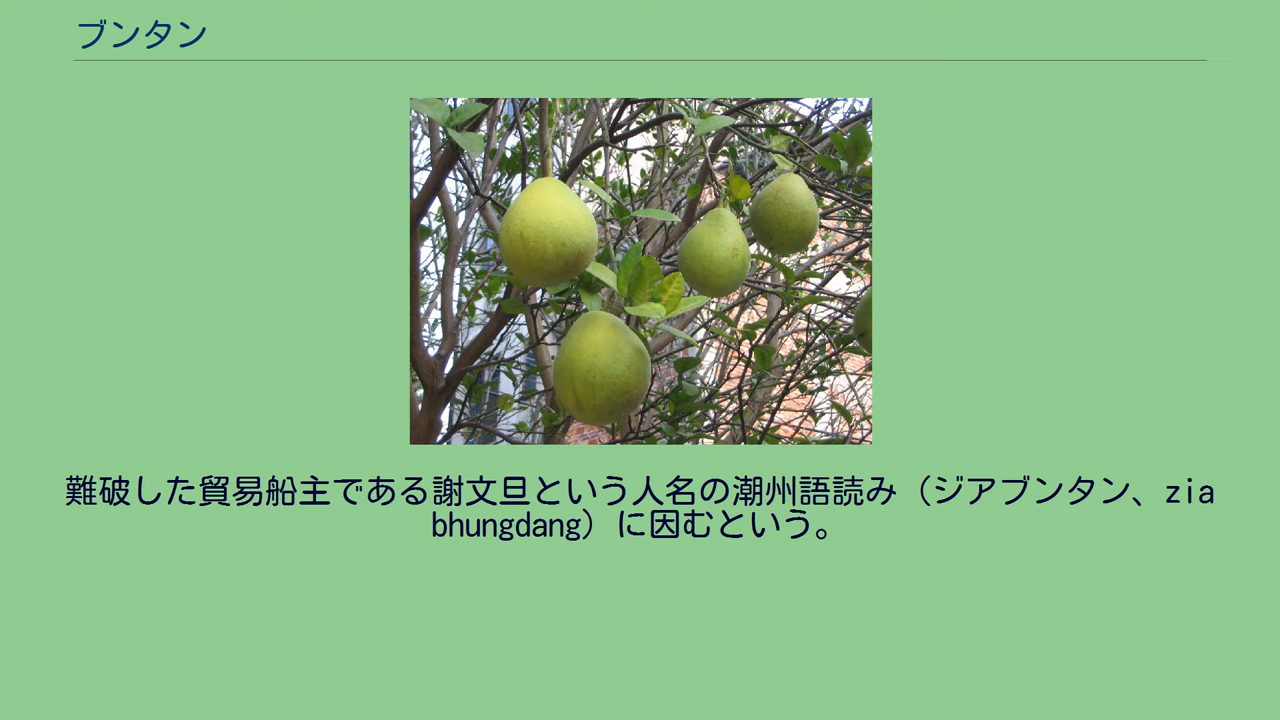 ブンタン
難破した貿易船主である謝文旦という人名の潮州語読み（ジアブンタン、zia
bhungdang）に因むという。